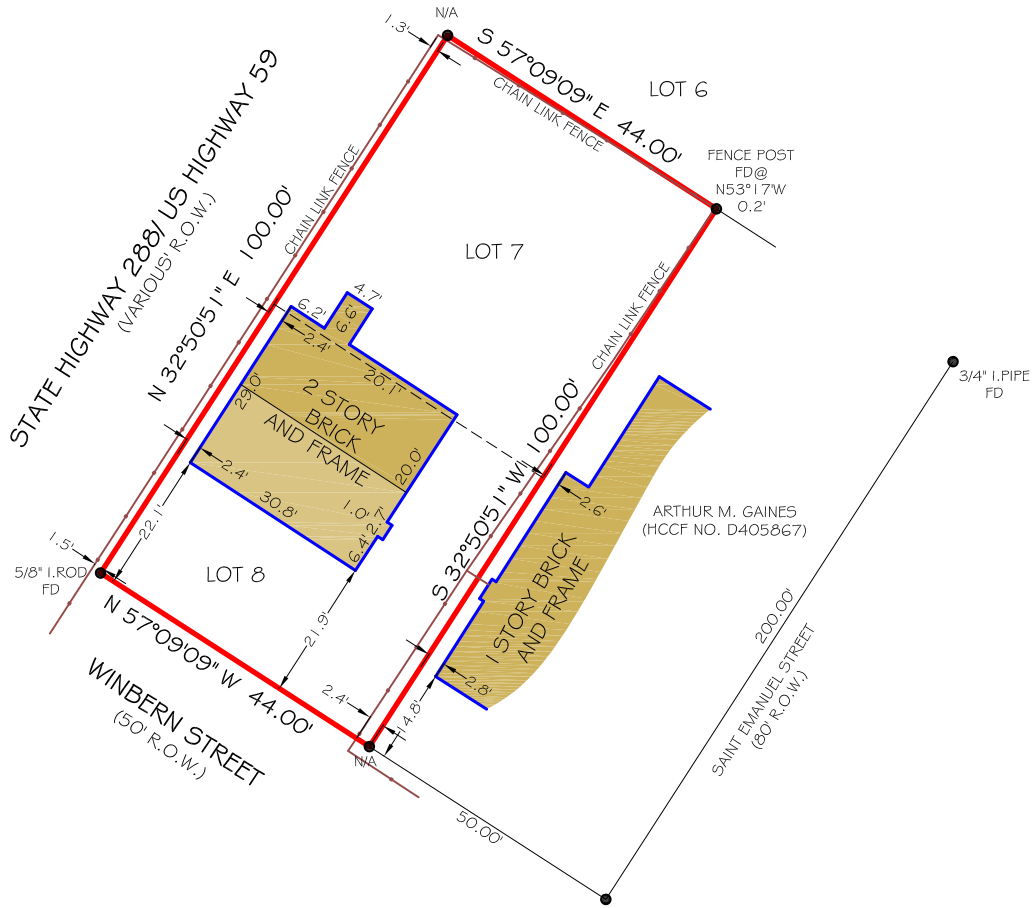 N/A
1.3'
S 57°09'09" E 44.00'
LOT 6
CHAIN LINK FENCE
FENCE POST
FD@
N53°17'W
0.2'
STATE HIGHWAY 288/ US HIGHWAY 59
(VARIOUS' R.O.W.)
N 32°50'51" E 100.00'
CHAIN LINK FENCE
LOT 7
CHAIN LINK FENCE
4.7'
6.2'
6.6'
2.4'
20.1'
2 STORY
BRICK
AND FRAME
29.0'
20.0'
2.4'
30.8'
1.0'
6.4'
22.1'
1.5'
5/8" I.ROD
FD
LOT 8
21.9'
S 32°50'51" W 100.00'
3/4" I.PIPE
FD
2.6'
ARTHUR M. GAINES
(HCCF NO. D405867)
1 STORY BRICK
AND FRAME
2.8'
14.8'
2.4'
N 57°09'09" W 44.00'
WINBERN STREET
(50' R.O.W.)
N/A
200.00'
SAINT EMANUEL STREET
(80' R.O.W.)
50.00'